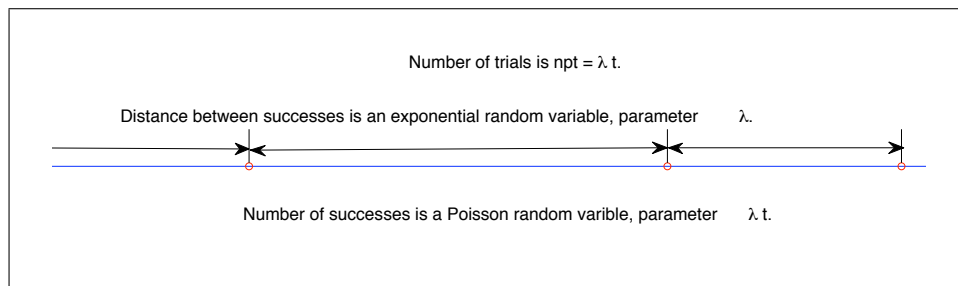 Number of trials is npt = λ t.
Distance between successes is an exponential random variable, parameter λ.
Number of successes is a Poisson random varible, parameter λ t.